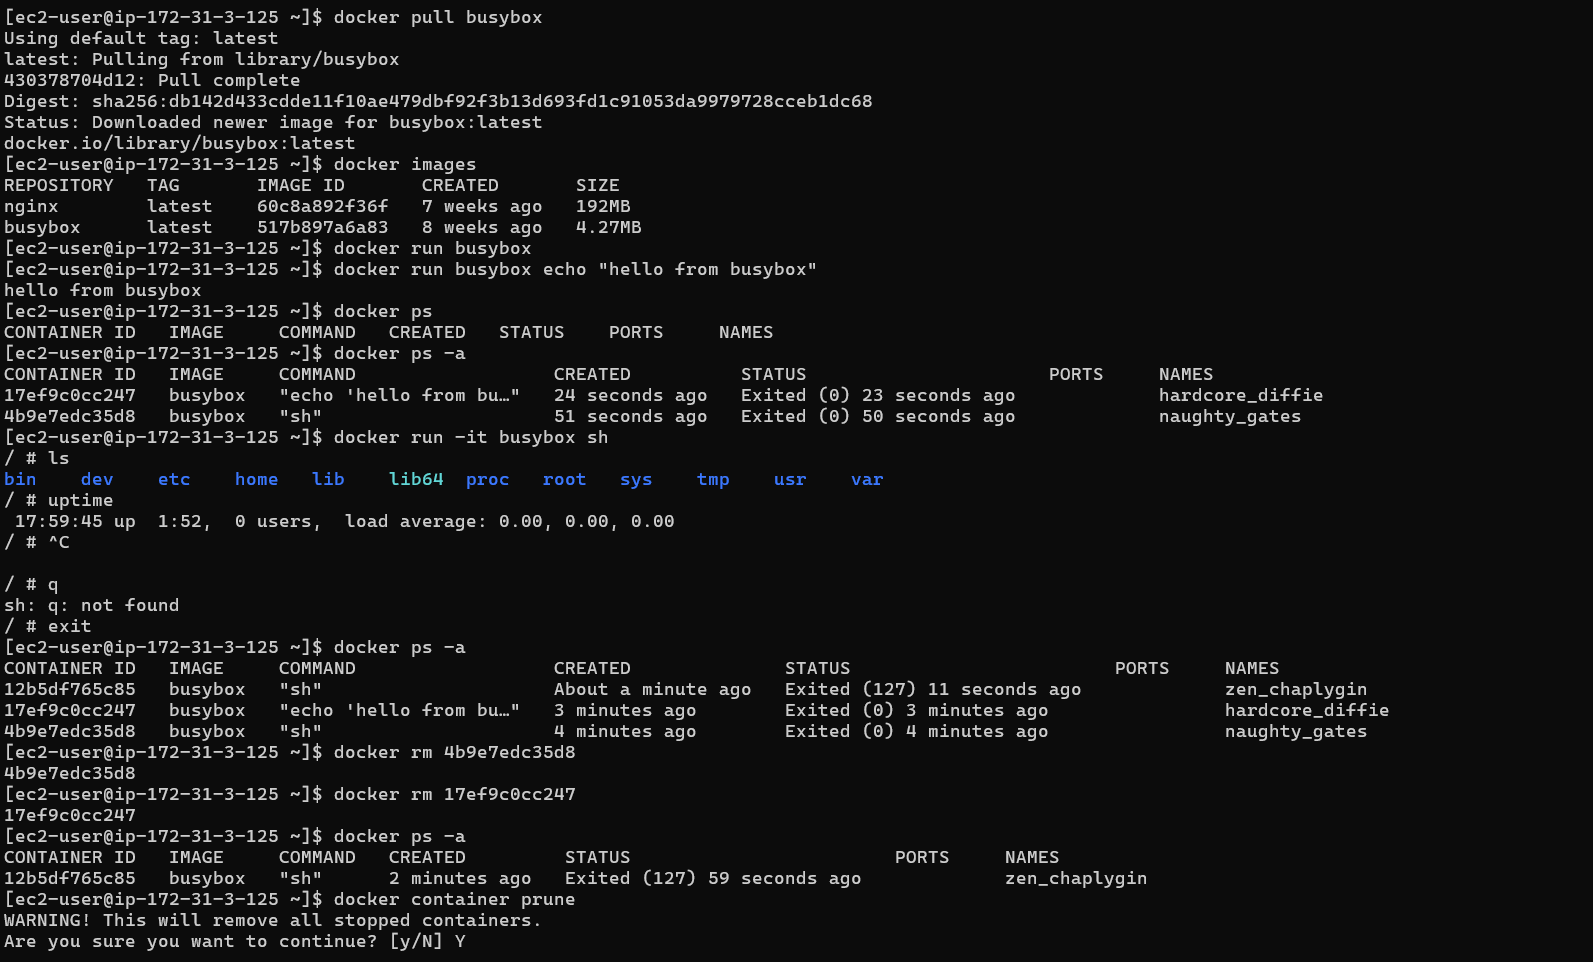 [ec2-user@ip-172-31-3-125 ~]$ docker pull busybox
Using default tag: latest
latest: Pulling from library/busybox
430378704d12: Pull complete
Digest: sha256:db142d433cdde11f10ae479dbf92f3b13d693fd1c91053da9979728cceb1dc68
Status: Downloaded newer image for busybox:latest
docker.io/library/busybox:latest
[ec2-user@ip-172-31-3-125 ~]$ docker images
REPOSITORY   TAG       IMAGE ID       CREATED       SIZE
nginx        latest    60c8a892f36f   7 weeks ago   192MB
busybox      latest    517b897a6a83   8 weeks ago   4.27MB
[ec2-user@ip-172-31-3-125 ~]$ docker run busybox
[ec2-user@ip-172-31-3-125 ~]$ docker run busybox echo "hello from busybox"
hello from busybox
[ec2-user@ip-172-31-3-125 ~]$ docker ps
CONTAINER ID   IMAGE     COMMAND   CREATED   STATUS    PORTS     NAMES
[ec2-user@ip-172-31-3-125 ~]$ docker ps -a
CONTAINER ID   IMAGE     COMMAND                  CREATED          STATUS                      PORTS     NAMES
17ef9c0cc247   busybox   "echo 'hello from bu…"   24 seconds ago   Exited (0) 23 seconds ago             hardcore_diffie
4b9e7edc35d8   busybox   "sh"                     51 seconds ago   Exited (0) 50 seconds ago             naughty_gates
[ec2-user@ip-172-31-3-125 ~]$ docker run -it busybox sh
/ # ls
bin    dev    etc    home   lib    lib64  proc   root   sys    tmp    usr    var
/ # uptime
 17:59:45 up  1:52,  0 users,  load average: 0.00, 0.00, 0.00
/ # ^C

/ # q
sh: q: not found
/ # exit
[ec2-user@ip-172-31-3-125 ~]$ docker ps -a
CONTAINER ID   IMAGE     COMMAND                  CREATED              STATUS                        PORTS     NAMES
12b5df765c85   busybox   "sh"                     About a minute ago   Exited (127) 11 seconds ago             zen_chaplygin
17ef9c0cc247   busybox   "echo 'hello from bu…"   3 minutes ago        Exited (0) 3 minutes ago                hardcore_diffie
4b9e7edc35d8   busybox   "sh"                     4 minutes ago        Exited (0) 4 minutes ago                naughty_gates
[ec2-user@ip-172-31-3-125 ~]$ docker rm 4b9e7edc35d8
4b9e7edc35d8
[ec2-user@ip-172-31-3-125 ~]$ docker rm 17ef9c0cc247
17ef9c0cc247
[ec2-user@ip-172-31-3-125 ~]$ docker ps -a
CONTAINER ID   IMAGE     COMMAND   CREATED         STATUS                        PORTS     NAMES
12b5df765c85   busybox   "sh"      2 minutes ago   Exited (127) 59 seconds ago             zen_chaplygin
[ec2-user@ip-172-31-3-125 ~]$ docker container prune
WARNING! This will remove all stopped containers.
Are you sure you want to continue? [y/N] Y